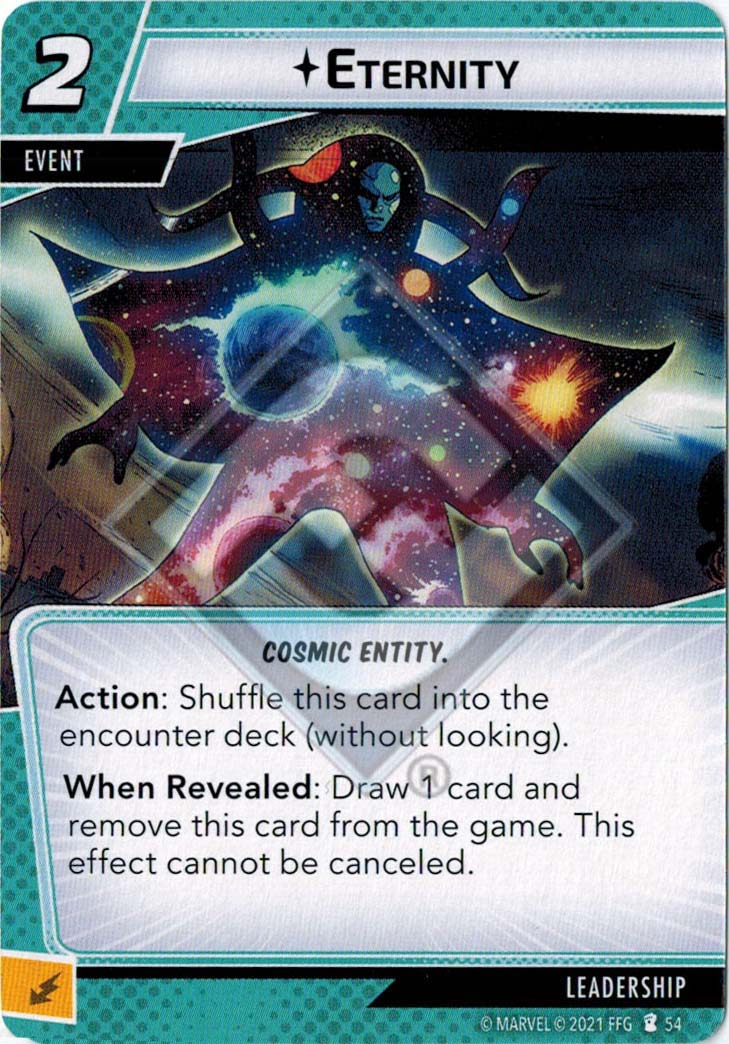 2
ETERNITY
EVENT
COSMIC ENTITY.
Action: Shuffle this card into the
encounter deck (without looking).
When Revealed: Draw 1 card and
remove this card from the game. This
effect cannot be canceled.
®
LEADERSHIP
© MARVEL © 2021 FFG 54